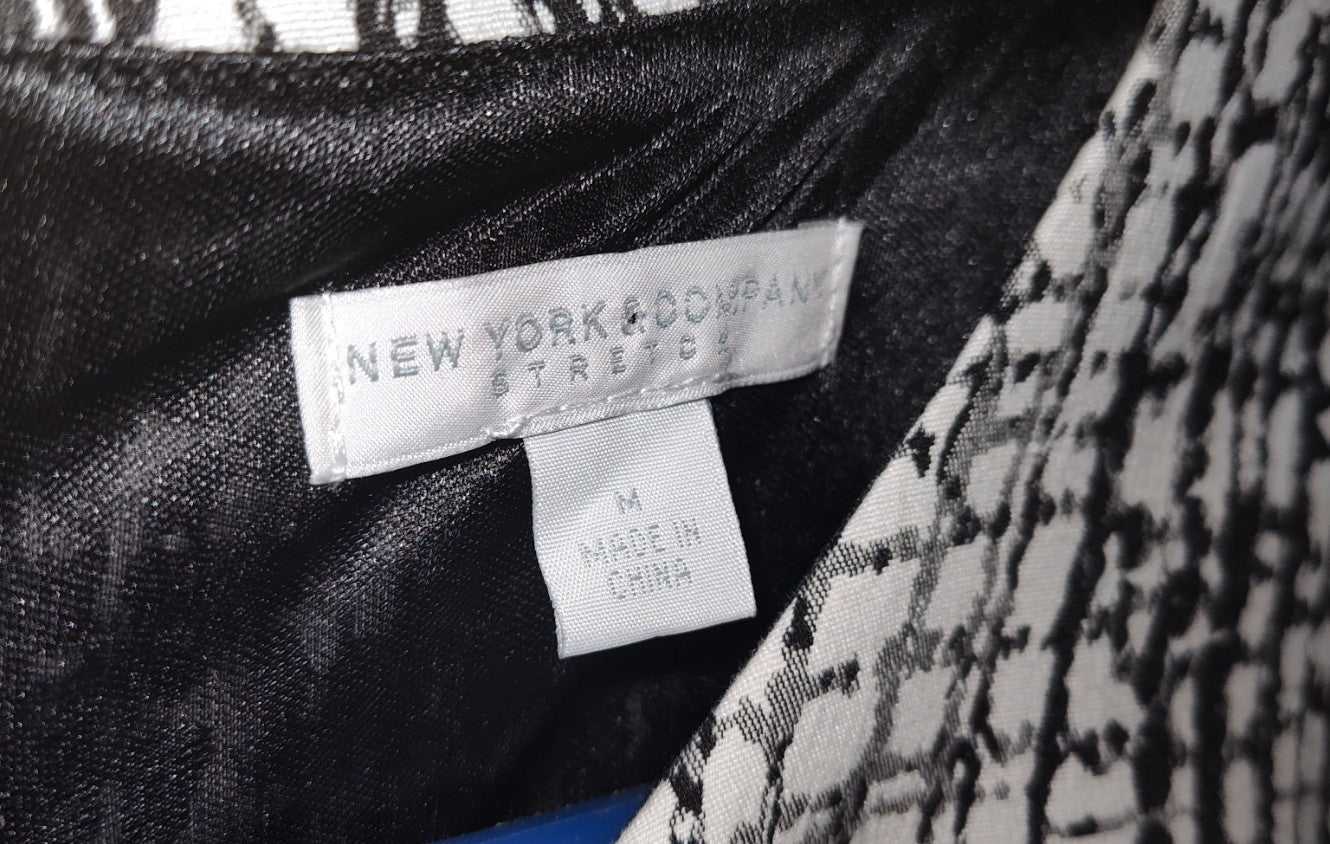 NEW YORK & COMPANY
STRETCH
M
MADE IN
CHINA